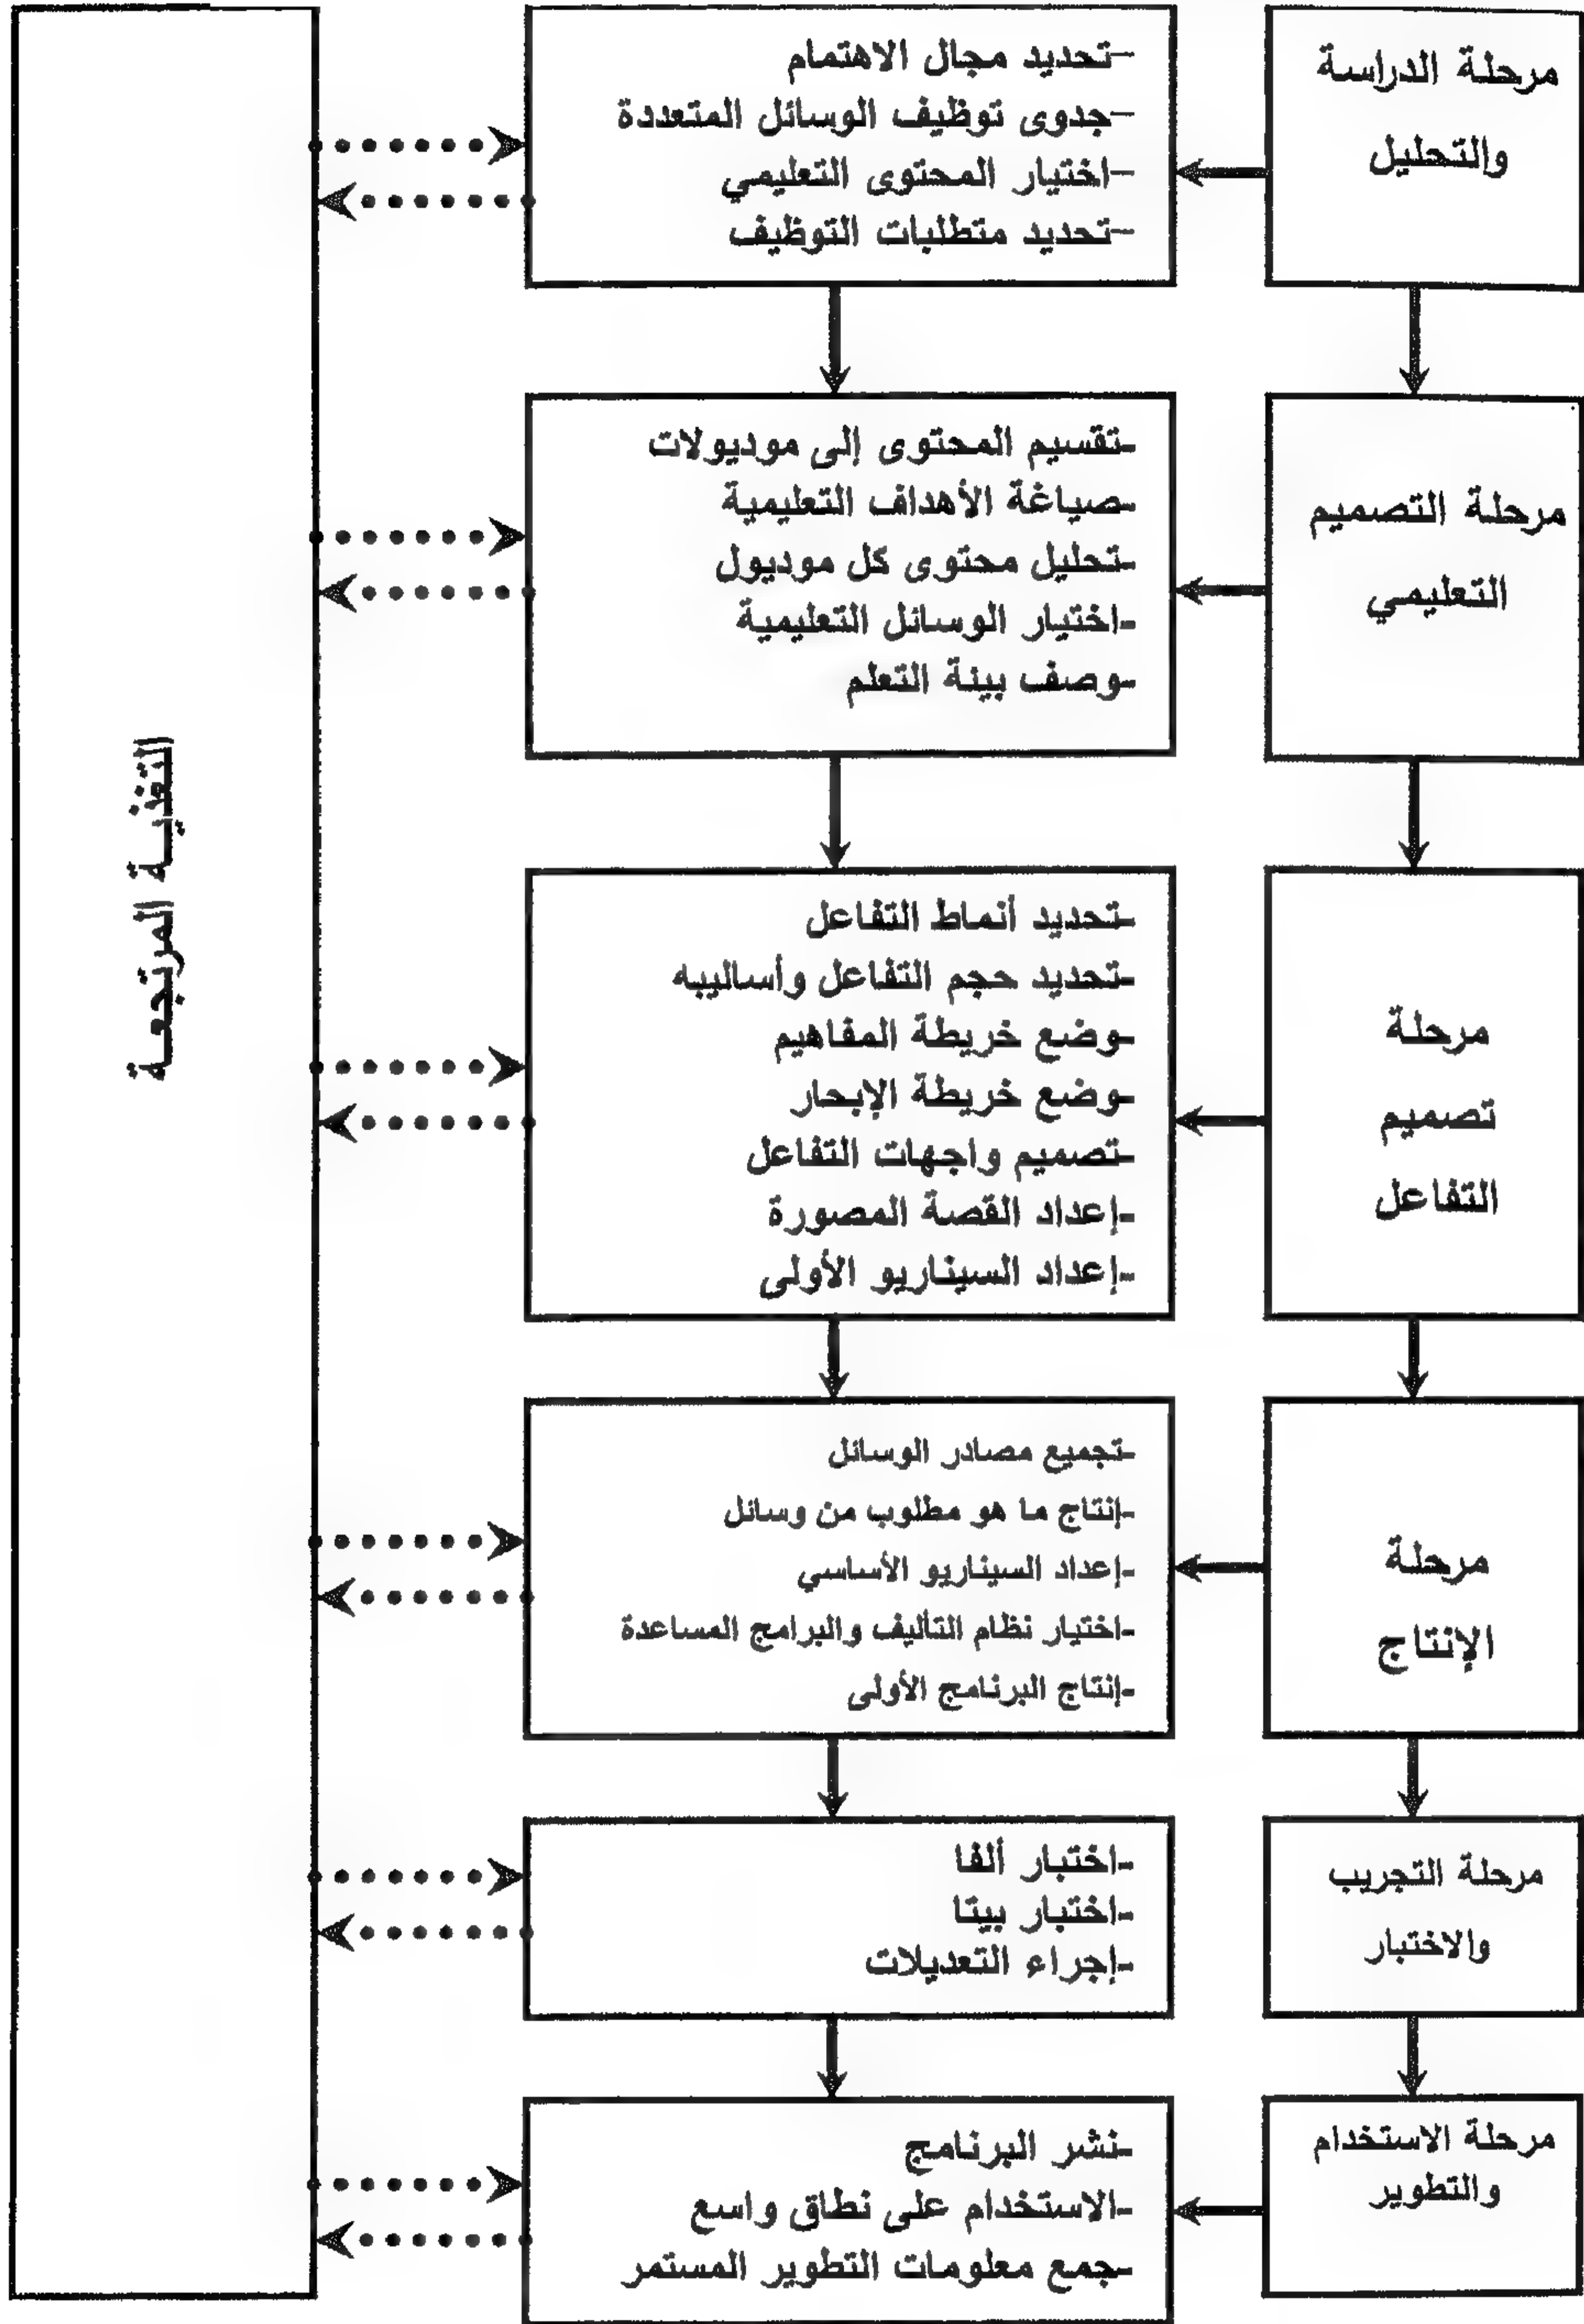 مرحلة الدراسة
والتحليل
–تحديد مجال الاهتمام
–جدوى توظيف الوسائل المتعددة
–اختيار المحتوى التعليمي
–تحديد متطلبات التوظيف
مرحلة التصميم
التعليمي
-تقسيم المحتوى إلى موديولات
-صياغة الأهداف التعليمية
-تحليل محتوى كل موديول
-اختيار الوسائل التعليمية
-وصف بيئة التعلم
مرحلة
تصميم
التفاعل
-تحديد أنماط التفاعل
-تحديد حجم التفاعل وأساليبه
-وضع خريطة المفاهيم
-وضع خريطة الإبحار
-تصميم واجهات التفاعل
-إعداد القصة المصورة
-إعداد السيناريو الأولى
مرحلة
الإنتاج
-تجميع مصادر الوسائل
-إنتاج ما هو مطلوب من وسائل
-إعداد السيناريو الأساسي
-اختيار نظام التأليف والبرامج المساعدة
-إنتاج البرنامج الأولى
مرحلة التجريب
والاختبار
-اختبار ألفا
-اختبار بيتا
-إجراء التعديلات
مرحلة الاستخدام
والتطوير
-نشر البرنامج
-الاستخدام على نطاق واسع
-جمع معلومات التطوير المستمر
التغذيــة المرتجعــة